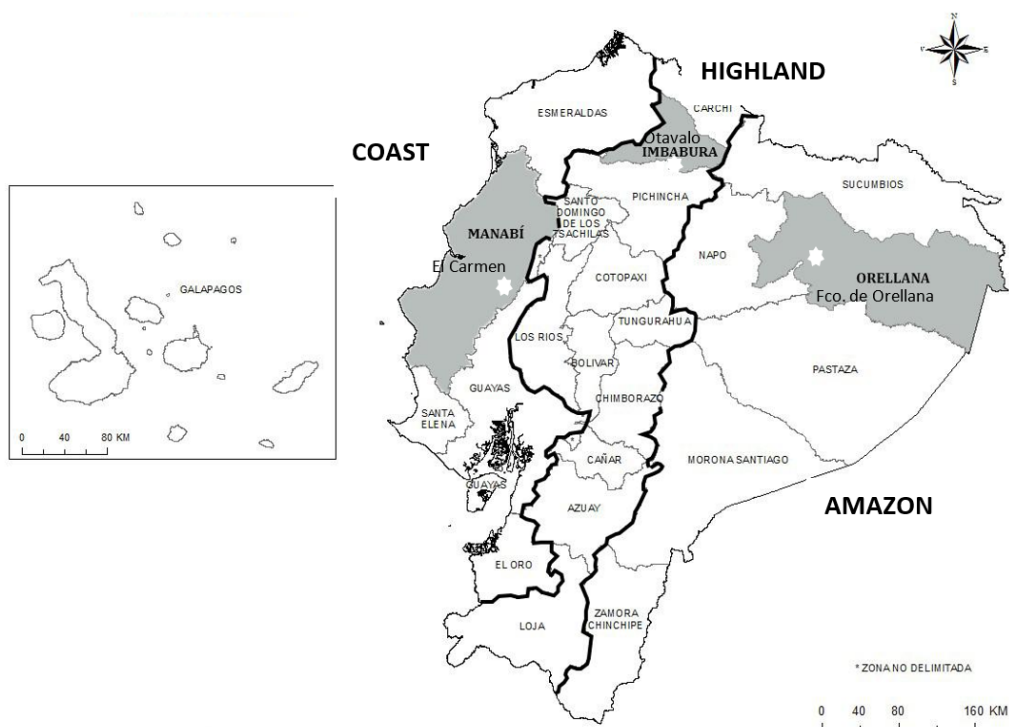 N
W
E
S
HIGHLAND
CARCHI
ESMERALDAS
Otavalo
IMBABURA
COAST
SUCUMBIOS
PICHINCHA
SANTO
DOMINGO
DE LOS
TSACHILAS
MANABÍ
NAPO
El Carmen
COTOPAXI
ORELLANA
Fco. de Orellana
GALAPAGOS
TUNGURAHUA
LOS RIOS
BOLIVAR
PASTAZA
GUAYAS
CHIMBORAZO
SANTA
ELENA
0 40 80 KM
CAÑAR
MORONA SANTIAGO
GUAYAS
AZUAY
AMAZON
EL ORO
ZAMORA
CHINCHIPE
LOJA
* ZONA NO DELIMITADA
0 40 80 160 KM